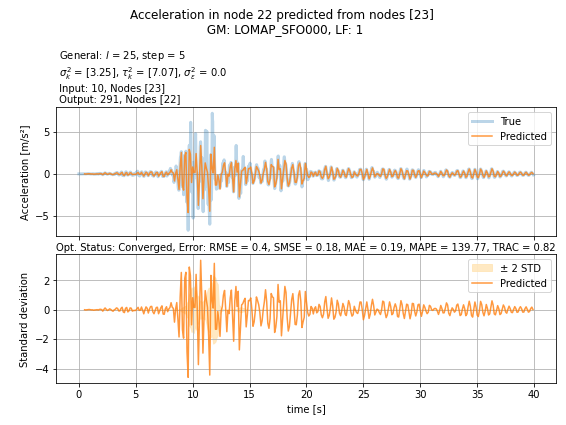 Acceleration in node 22 predicted from nodes [23]
GM: LOMAP_SFO000, LF: 1
General: l = 25, step = 5
σ²ₖ = [3.25], τ²ₖ = [7.07], σ²ε = 0.0
Input: 10, Nodes [23]
Output: 291, Nodes [22]
Acceleration [m/s²]
5
0
−5
True
Predicted
Opt. Status: Converged, Error: RMSE = 0.4, SMSE = 0.18, MAE = 0.19, MAPE = 139.77, TRAC = 0.82
Standard deviation
2
0
−2
−4
± 2 STD
Predicted
0 5 10 15 20 25 30 35 40
time [s]